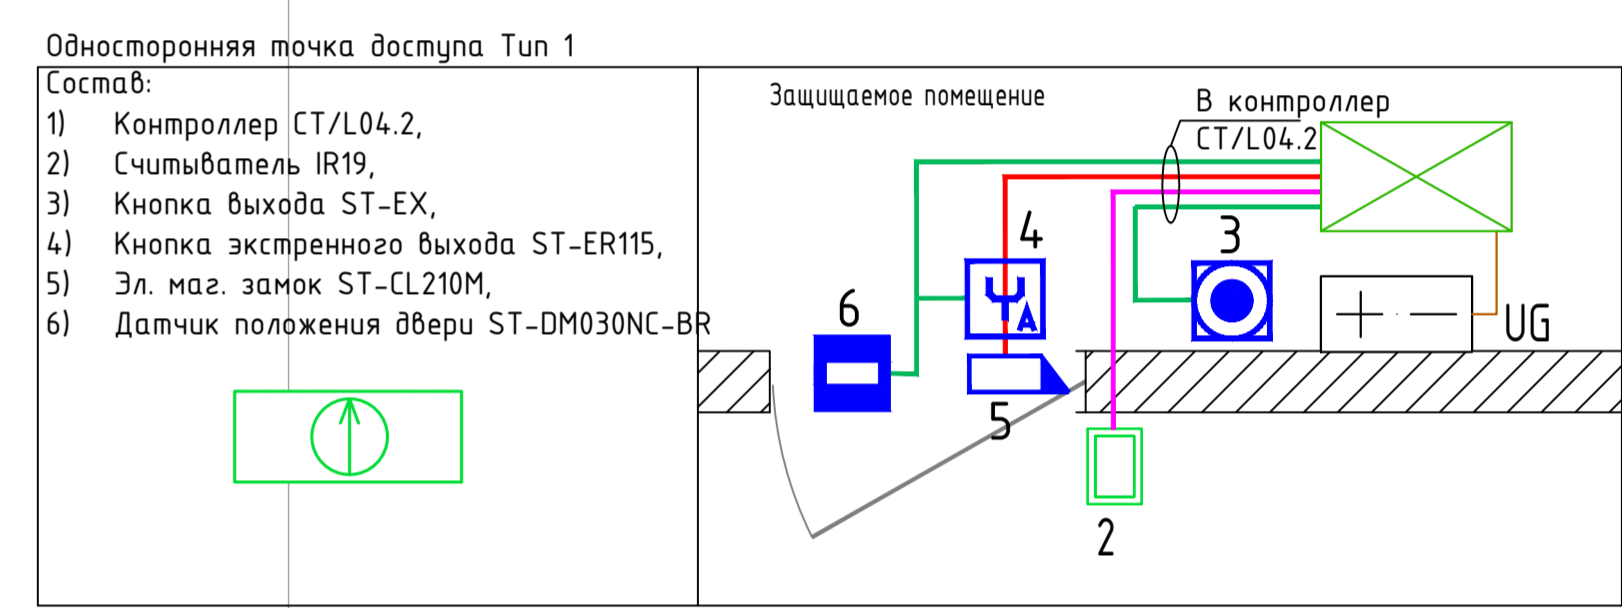 Односторонняя точка доступа Тип 1
Состав:
1) Контроллер CT/L04.2,
2) Считыватель IR19,
3) Кнопка выхода ST-EX,
4) Кнопка экстренного выхода ST-ER115,
5) Эл. маг. замок ST-CL210M,
6) Датчик положения двери ST-DM030NC-BR
Защищаемое помещение
В контроллер
CT/L04.2
4
3
6
A
+ · —
UG
5
2